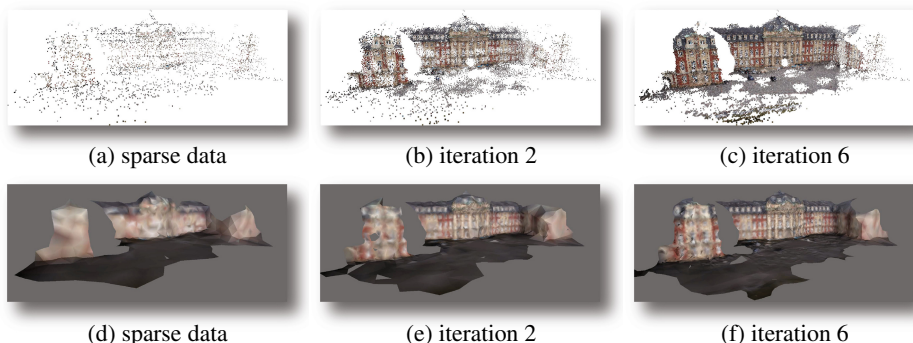 (a) sparse data
(b) iteration 2
(c) iteration 6
(d) sparse data
(e) iteration 2
(f) iteration 6